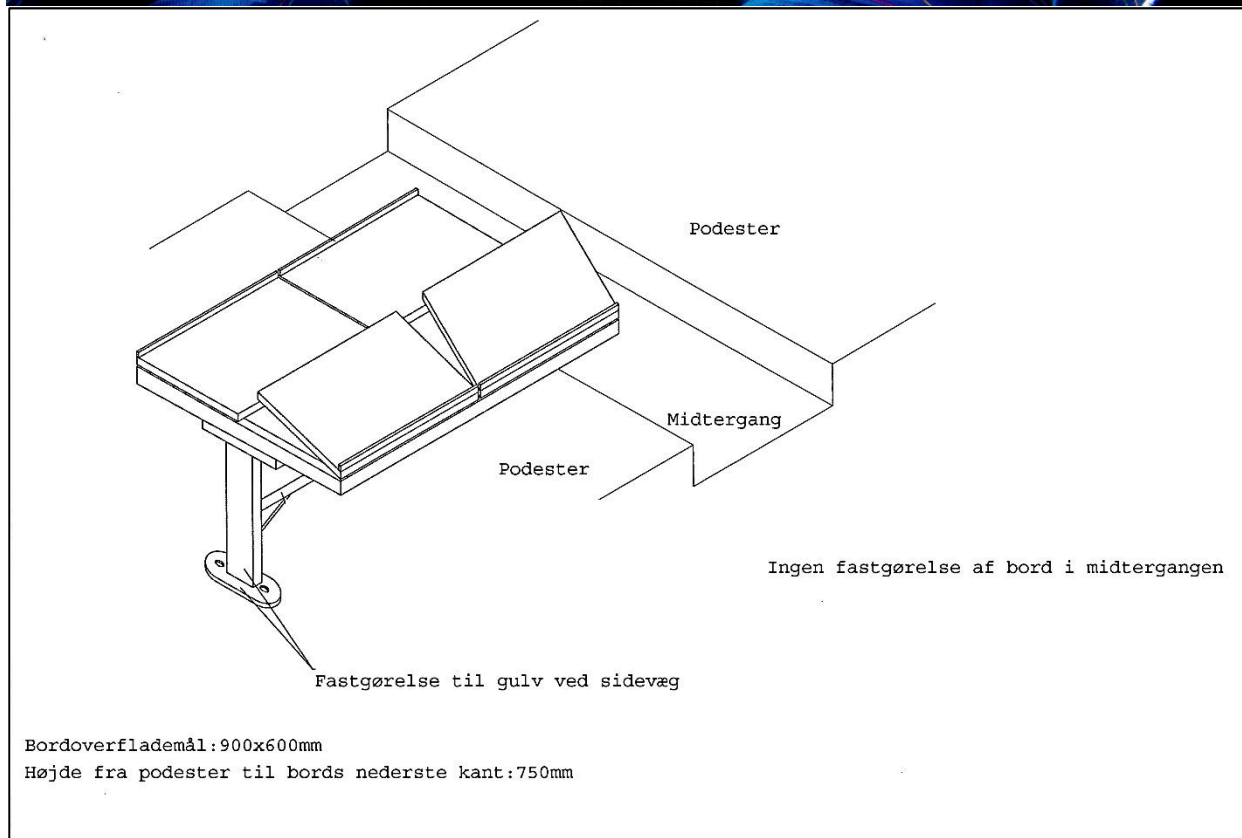 Podester
Midtergang
Podester
Ingen fastgørelse af bord i midtergangen
Fastgørelse til gulv ved sidevæg
Bordoverflademål:900x600mm
Højde fra podester til bords nederste kant:750mm